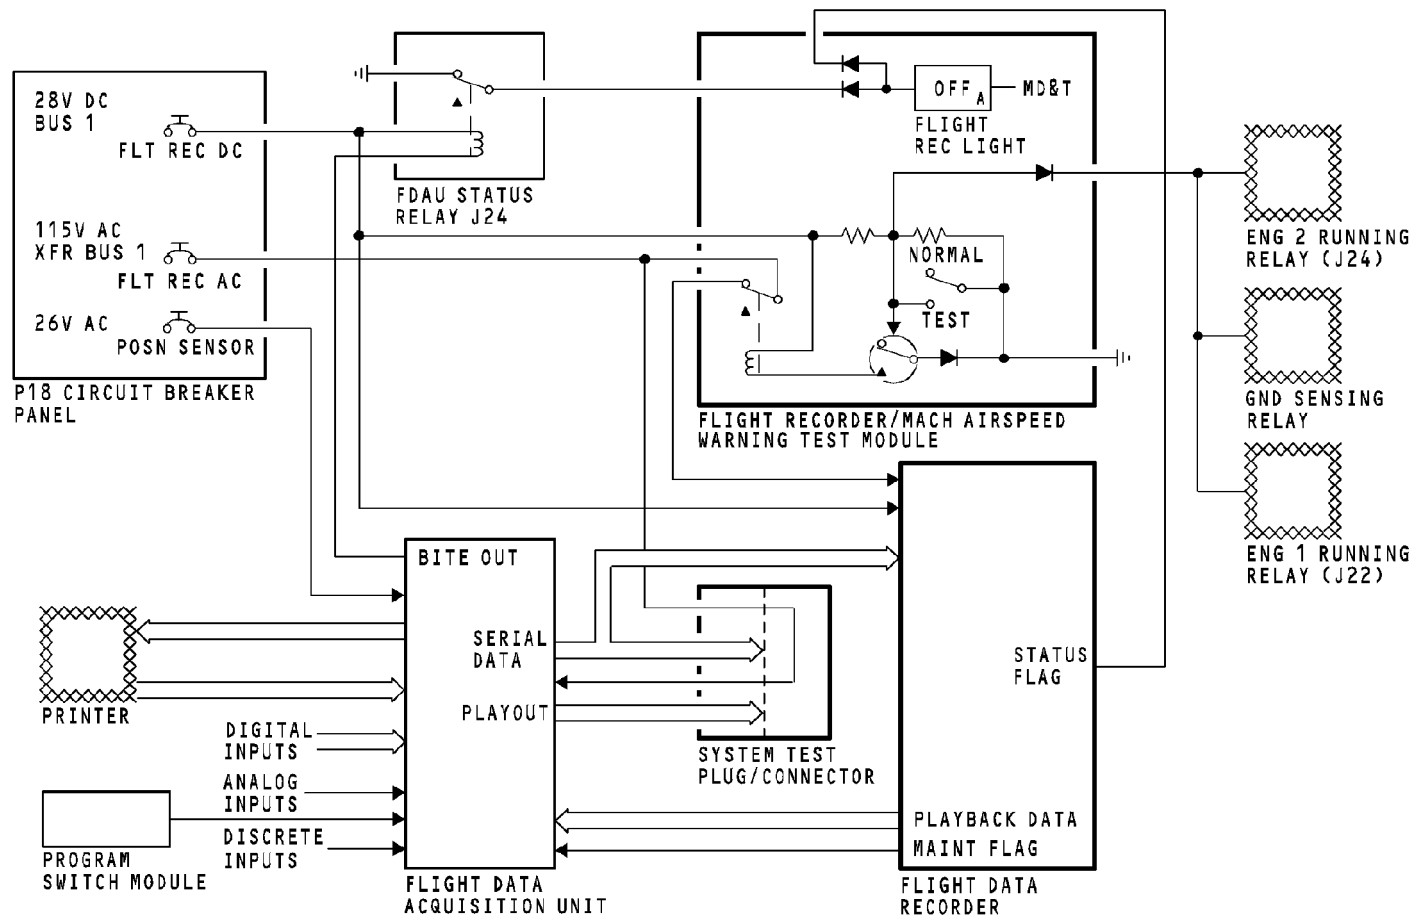 28V DC
BUS 1
FLT REC DC
115V AC
XFR BUS 1
FLT REC AC
26V AC
POSN SENSOR
P18 CIRCUIT BREAKER
PANEL
FDAU STATUS
RELAY J24
OFF A
MD&T
FLIGHT
REC LIGHT
NORMAL
TEST
FLIGHT RECORDER/MACH AIRSPEED
WARNING TEST MODULE
ENG 2 RUNNING
RELAY (J24)
GND SENSING
RELAY
ENG 1 RUNNING
RELAY (J22)
BITE OUT
SERIAL
DATA
PLAYOUT
FLIGHT DATA
ACQUISITION UNIT
PRINTER
DIGITAL
INPUTS
ANALOG
INPUTS
DISCRETE
INPUTS
PROGRAM
SWITCH MODULE
SYSTEM TEST
PLUG/CONNECTOR
STATUS
FLAG
PLAYBACK DATA
MAINT FLAG
FLIGHT DATA
RECORDER